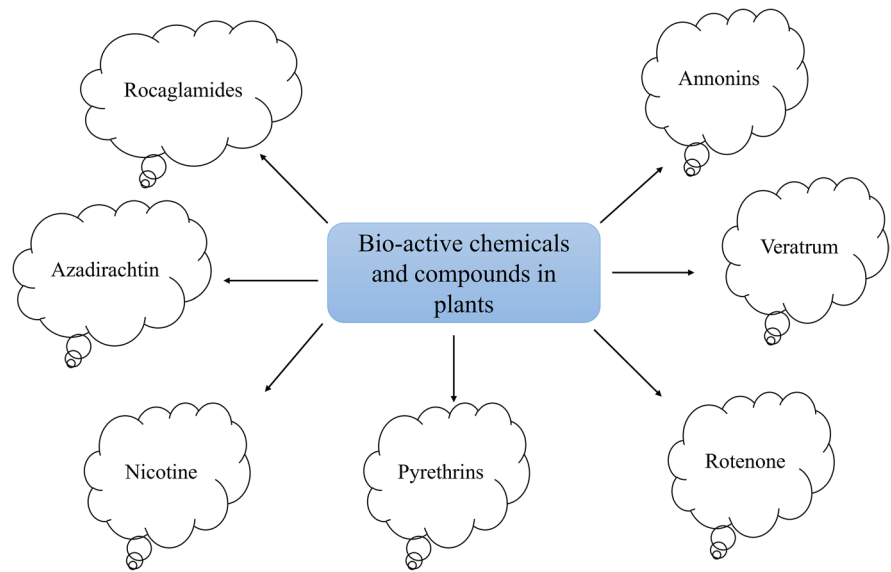 Rocaglamides
Annonins
Bio-active chemicals
and compounds in
plants
Azadirachtin
Veratrum
Nicotine
Pyrethrins
Rotenone